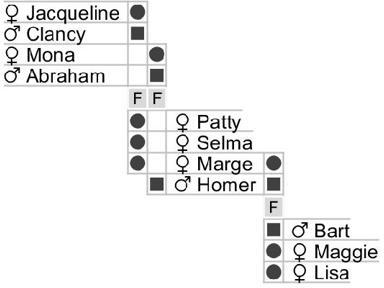 ♀ Jacqueline
♂ Clancy
♀ Mona
♂ Abraham
F F
♀ Patty
♀ Selma
♀ Marge
♂ Homer
F
♂ Bart
♀ Maggie
♀ Lisa